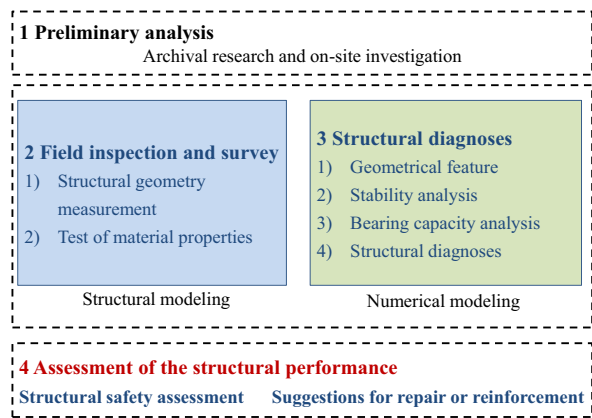 1 Preliminary analysis
Archival research and on-site investigation
2 Field inspection and survey
1) Structural geometry
measurement
2) Test of material properties
Structural modeling
3 Structural diagnoses
1) Geometrical feature
2) Stability analysis
3) Bearing capacity analysis
4) Structural diagnoses
Numerical modeling
4 Assessment of the structural performance
Structural safety assessment Suggestions for repair or reinforcement